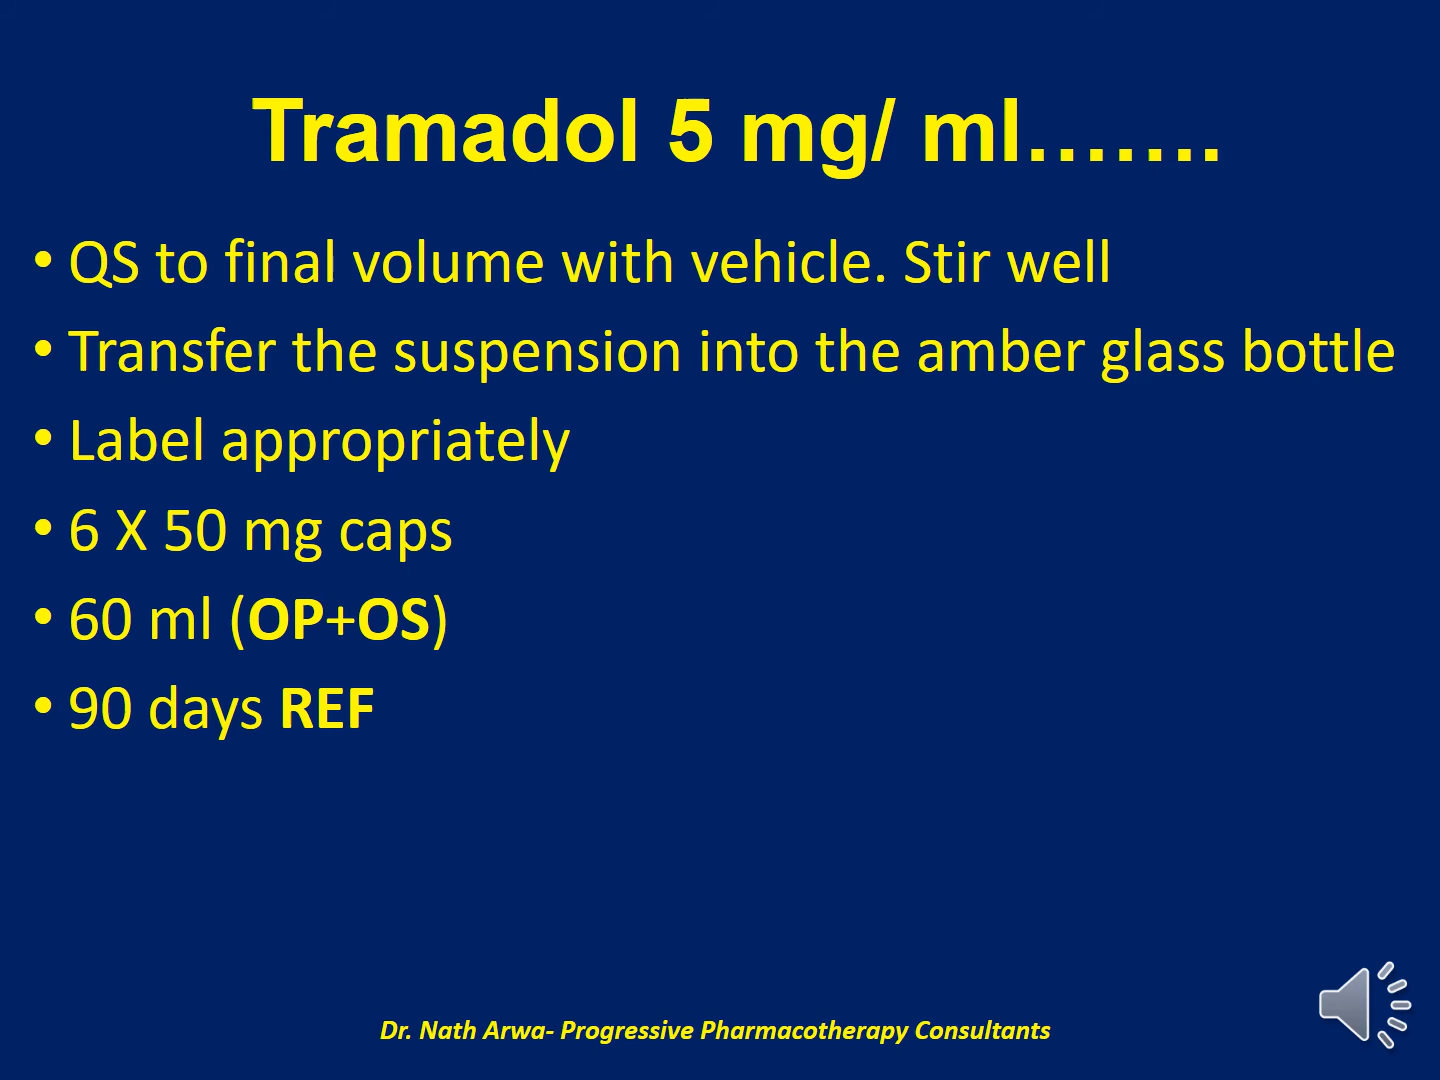 Tramadol 5 mg/ ml…….
• QS to final volume with vehicle. Stir well
• Transfer the suspension into the amber glass bottle
• Label appropriately
• 6 X 50 mg caps
• 60 ml (OP+OS)
• 90 days REF
Dr. Nath Arwa- Progressive Pharmacotherapy Consultants